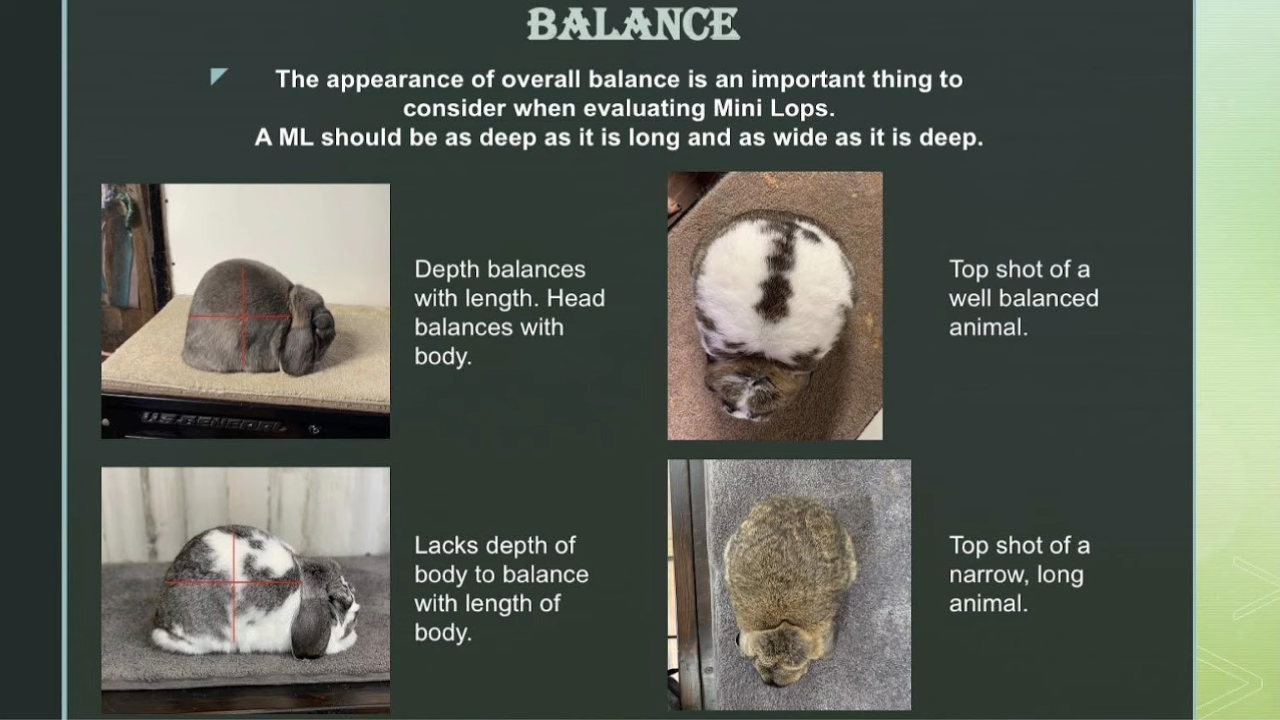 BALANCE
The appearance of overall balance is an important thing to
consider when evaluating Mini Lops.
A ML should be as deep as it is long and as wide as it is deep.
Depth balances
with length. Head
balances with
body.
Top shot of a
well balanced
animal.
US.GENERAL
Lacks depth of
body to balance
with length of
body.
Top shot of a
narrow, long
animal.